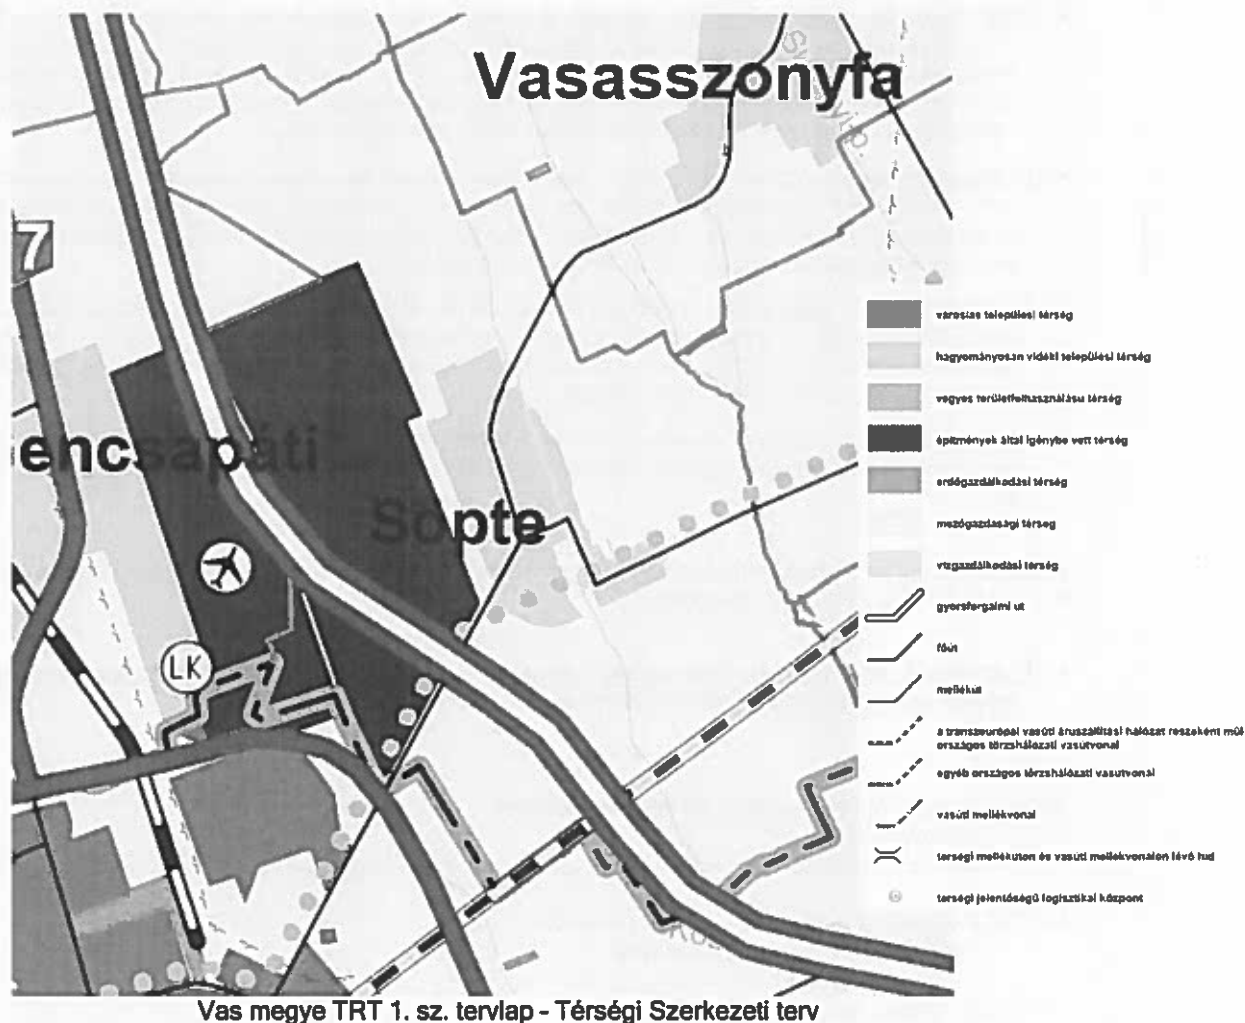 Vasasszonyfa
7
encsapáti
Söpte
LK
városias települési térség
hagyományosan vidéki települési térség
vegyes területfelhasználású térség
építmények által igénybe vett térség
erdőgazdálkodási térség
mezőgazdasági térség
vízgazdálkodási térség
gyorsforgalmi út
főút
mellékút
a transzeurópai vasúti áruszállítási hálózat részeként mük
országos törzshálózati vasútvonal
egyéb országos törzshálózati vasútvonal
vasúti mellékvonal
térségi mellékúton és vasúti mellékvonalon lévő híd
térségi jelentőségű logisztikai központ
Vas megye TRT 1. sz. tervlap - Térségi Szerkezeti terv